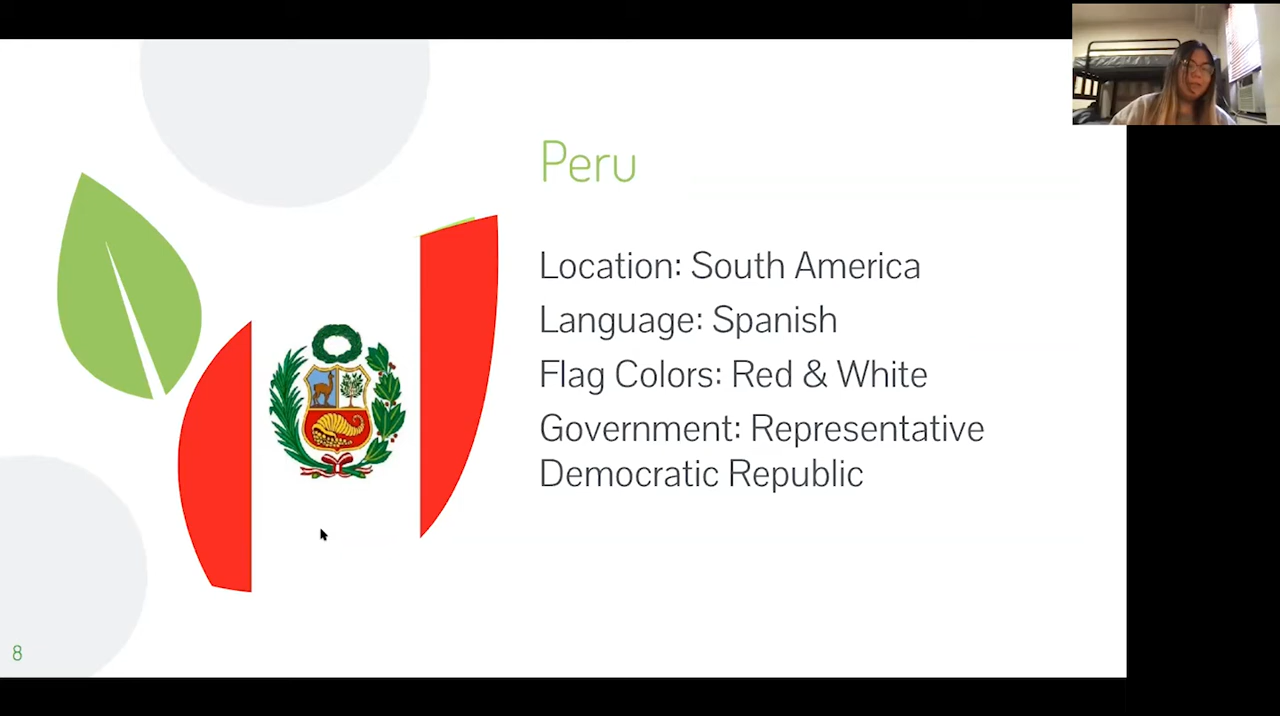 Peru
Location: South America
Language: Spanish
Flag Colors: Red & White
Government: Representative
Democratic Republic
8